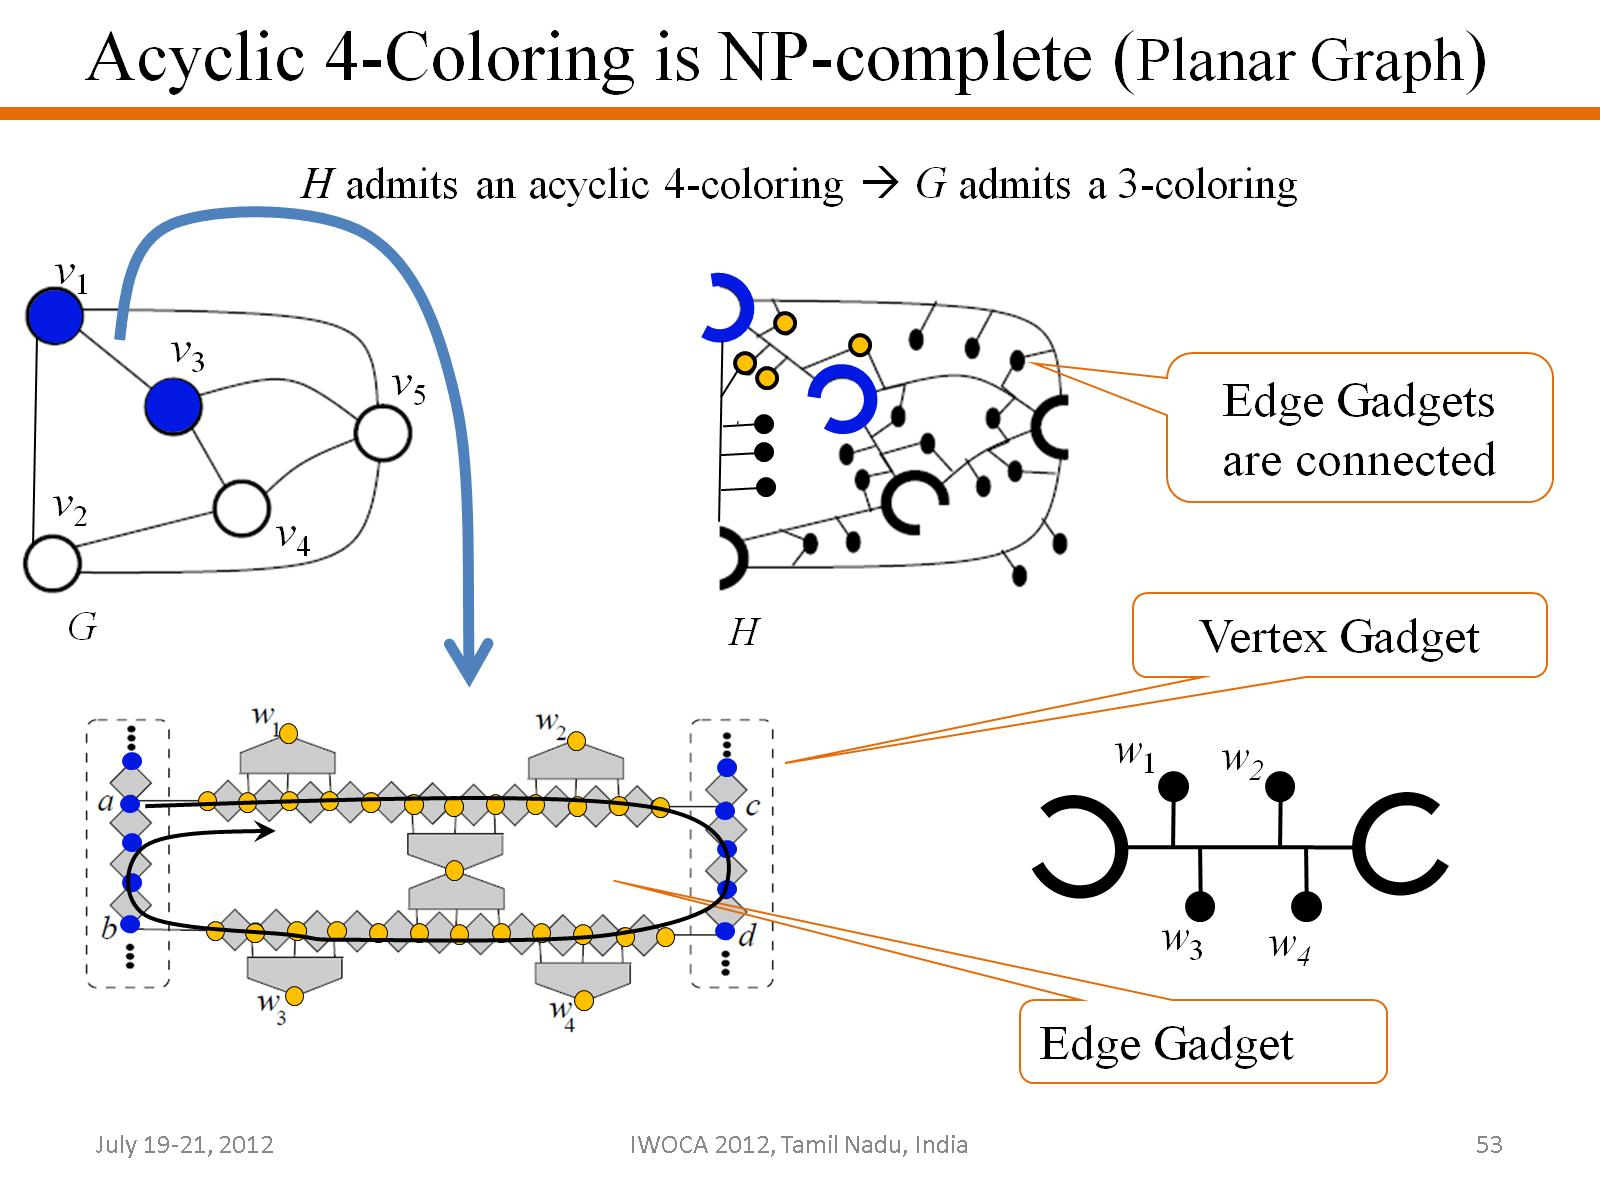 Acyclic 4-Coloring is NP-complete (Planar Graph)
H admits an acyclic 4-coloring → G admits a 3-coloring
v1
v3
v5
v2
v4
G
H
Edge Gadgets
are connected
Vertex Gadget
w1
w2
a
c
b
d
w3
w4
w1
w2
w3
w4
Edge Gadget
July 19-21, 2012
IWOCA 2012, Tamil Nadu, India
53